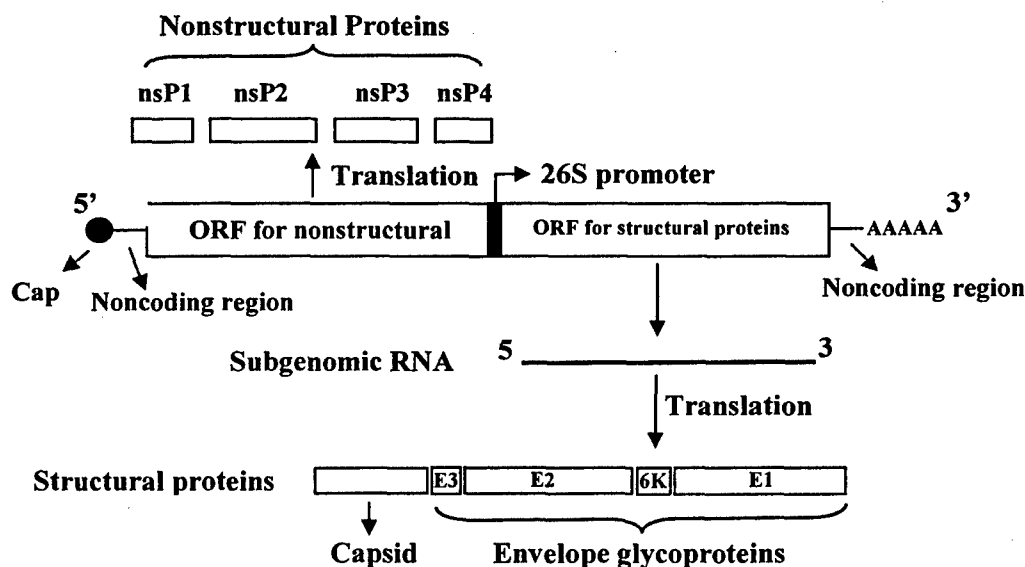 Nonstructural Proteins
nsP1 nsP2 nsP3 nsP4
Translation
26S promoter
5’
3’
ORF for nonstructural
ORF for structural proteins
AAAAA
Cap
Noncoding region
Noncoding region
Subgenomic RNA
5
3
Translation
Structural proteins
E3 E2 6K E1
Capsid
Envelope glycoproteins